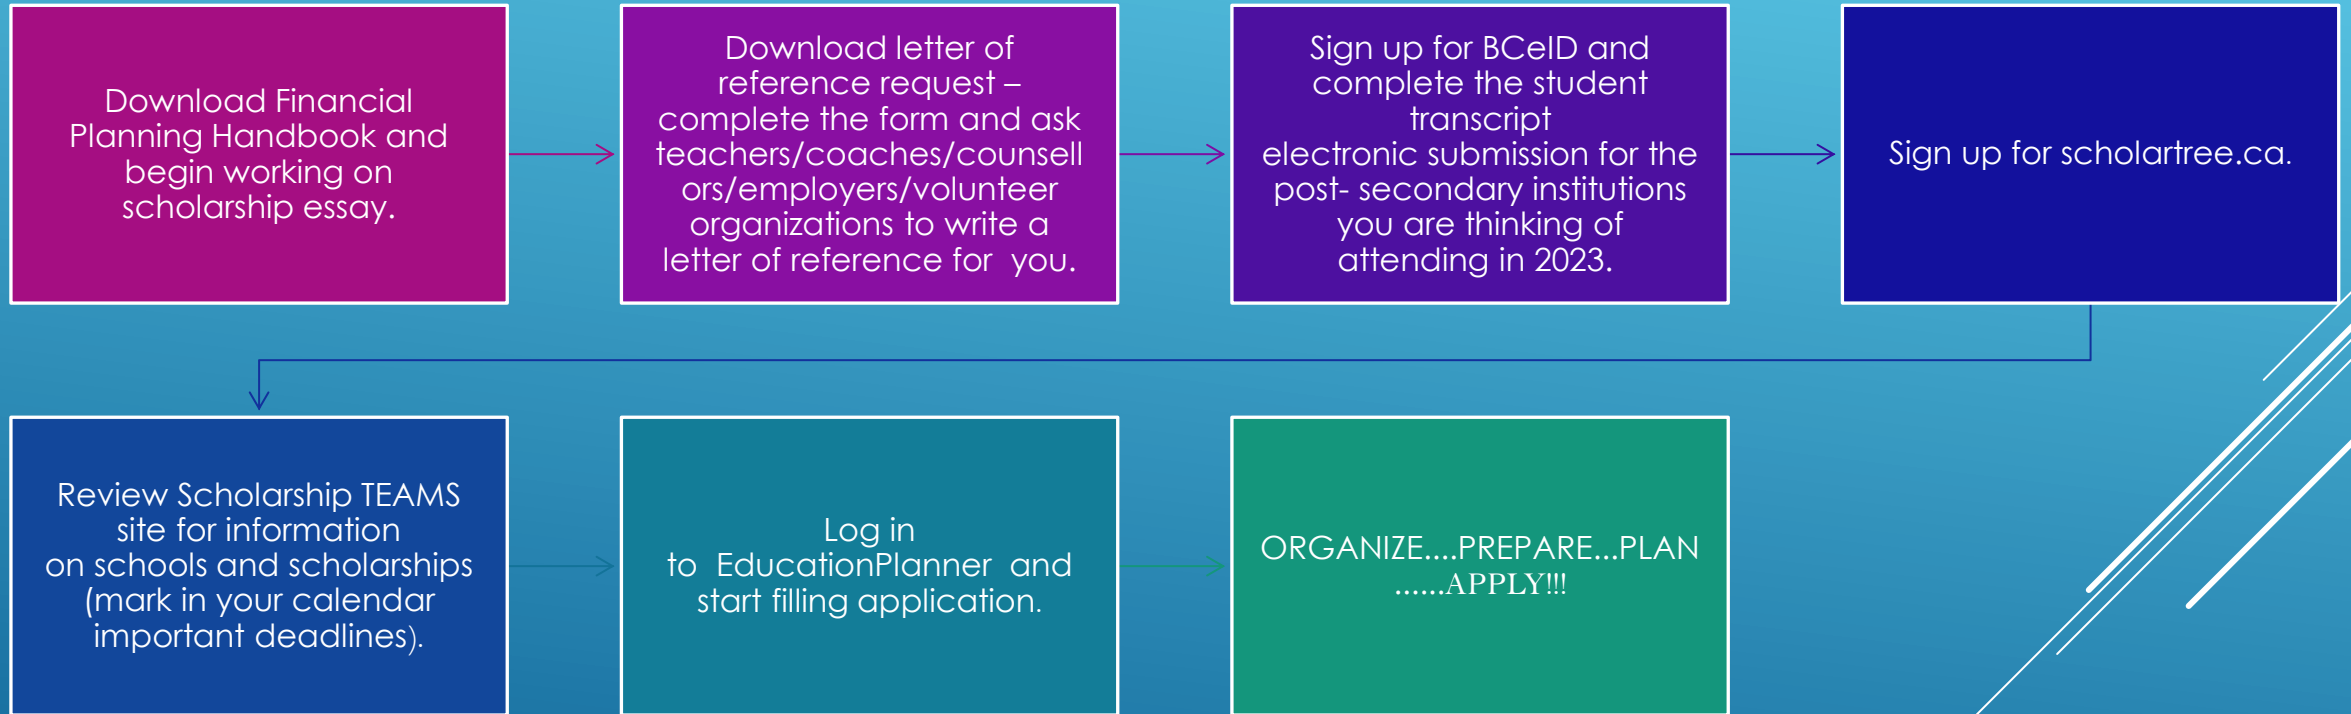 Download Financial
Planning Handbook and
begin working on
scholarship essay.
Download letter of
reference request –
complete the form and ask
teachers/coaches/counsell
ors/employers/volunteer
organizations to write a
letter of reference for  you.
Sign up for BCeID and
complete the student
transcript
electronic submission for the
post- secondary institutions
you are thinking of
attending in 2023.
Sign up for scholartree.ca.
Review Scholarship TEAMS
site for information
on schools and scholarships
(mark in your calendar
important deadlines).
Log in
to  EducationPlanner  and
start filling application.
ORGANIZE....PREPARE...PLAN
......APPLY!!!